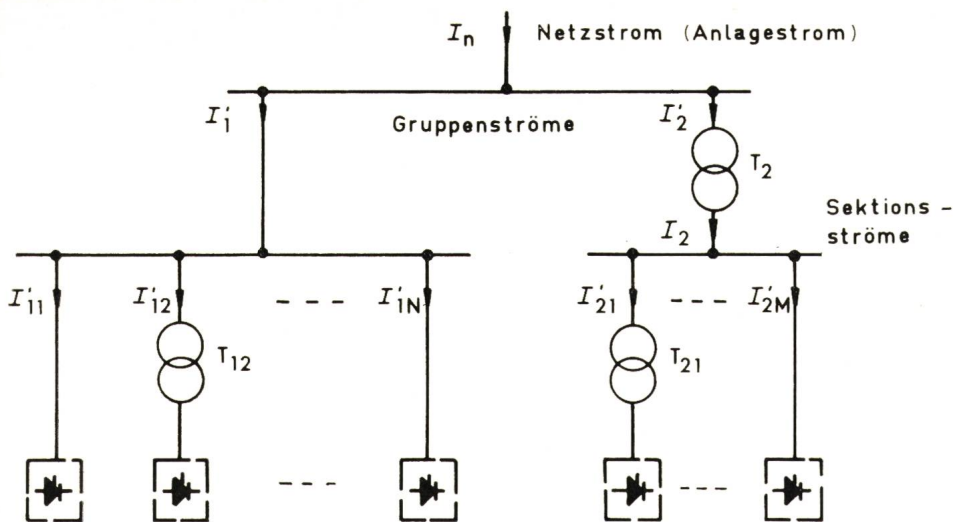 I_n Netzstrom (Anlagestrom)
I'_1 Gruppenströme I'_2
T_2
I_2 Sektions-
ströme
I'_11 I'_12 --- I'_1N I'_21 --- I'_2M
T_12 T_21